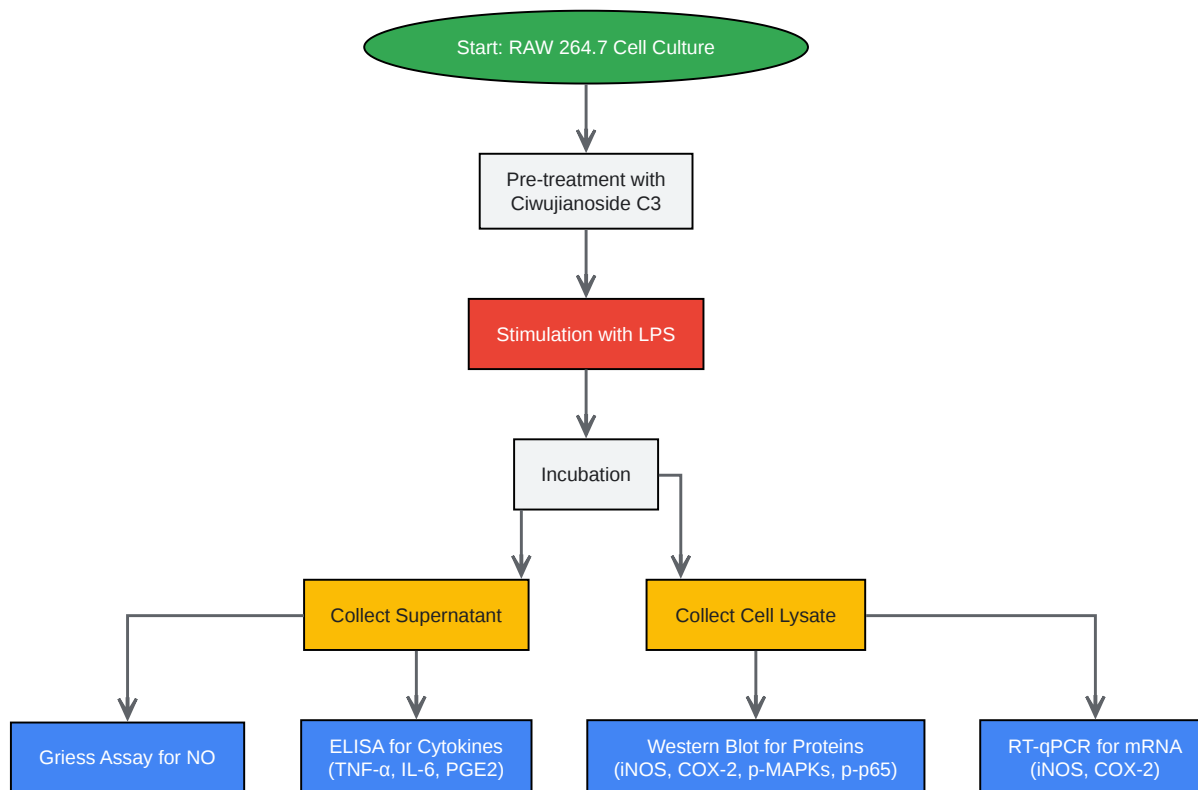 Start: RAW 264.7 Cell Culture
Pre-treatment with
Ciwujianoside C3
Stimulation with LPS
Incubation
Collect Supernatant
Collect Cell Lysate
Griess Assay for NO
ELISA for Cytokines
(TNF-α, IL-6, PGE2)
Western Blot for Proteins
(iNOS, COX-2, p-MAPKs, p-p65)
RT-qPCR for mRNA
(iNOS, COX-2)